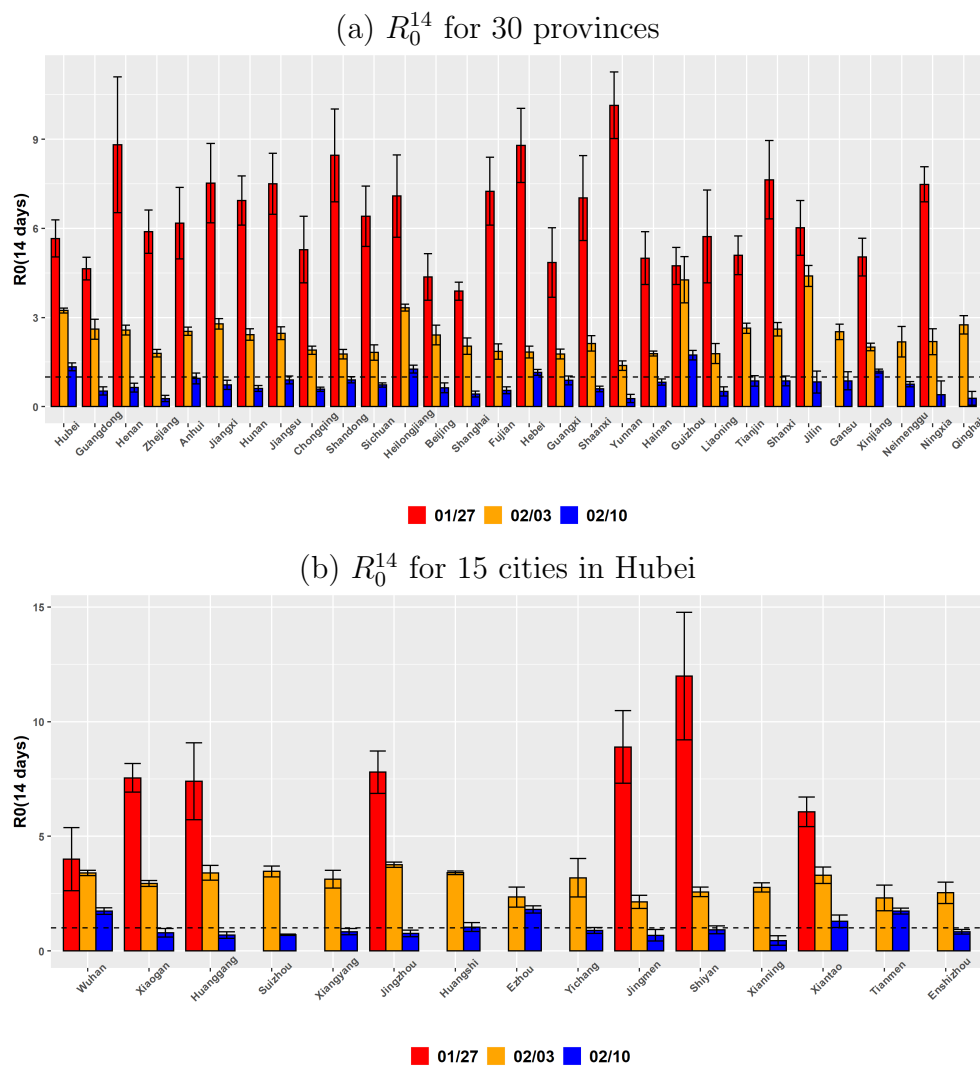 (a) R_0^{14} for 30 provinces
9
6
3
0
R0(14 days)
Hubei
Guangdong
Henan
Zhejiang
Anhui
Jiangxi
Hunan
Jiangsu
Chongqing
Shandong
Sichuan
Heilongjiang
Beijing
Shanghai
Fujian
Hebei
Guangxi
Shaanxi
Yunnan
Hainan
Guizhou
Liaoning
Tianjin
Shanxi
Jilin
Gansu
Xinjiang
Neimenggu
Ningxia
Qinghai
01/27 02/03 02/10
(b) R_0^{14} for 15 cities in Hubei
15
10
5
0
R0(14 days)
Wuhan
Xiaogan
Huanggang
Suizhou
Xiangyang
Jingzhou
Huangshi
Ezhou
Yichang
Jingmen
Shiyan
Xianning
Xiantao
Tianmen
Enshizhou
01/27 02/03 02/10